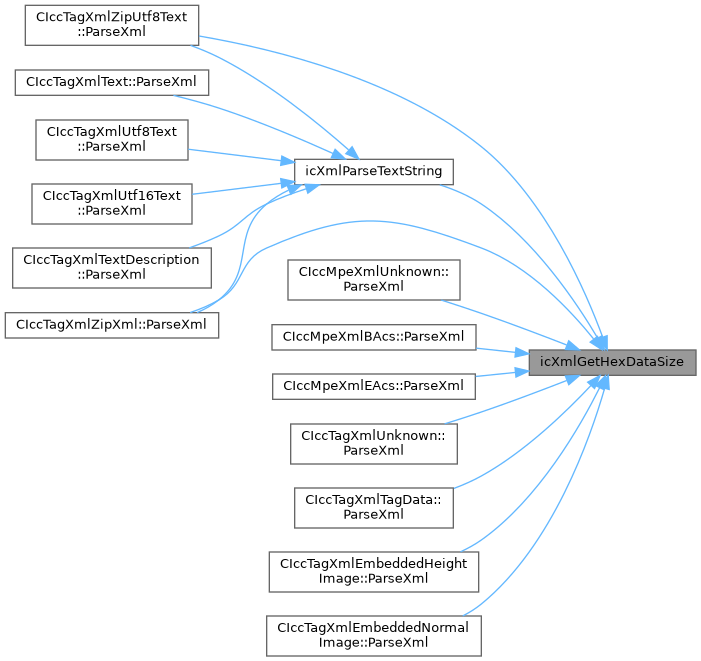 CIccTagXmlZipUtf8Text
::ParseXml
CIccTagXmlText::ParseXml
CIccTagXmlUtf8Text
::ParseXml
icXmlParseTextString
CIccTagXmlUtf16Text
::ParseXml
CIccTagXmlTextDescription
::ParseXml
CIccTagXmlZipXml::ParseXml
CIccMpeXmlUnknown::
ParseXml
CIccMpeXmlBAcs::ParseXml
icXmlGetHexDataSize
CIccMpeXmlEAcs::ParseXml
CIccTagXmlUnknown::
ParseXml
CIccTagXmlTagData::
ParseXml
CIccTagXmlEmbeddedHeight
Image::ParseXml
CIccTagXmlEmbeddedNormal
Image::ParseXml